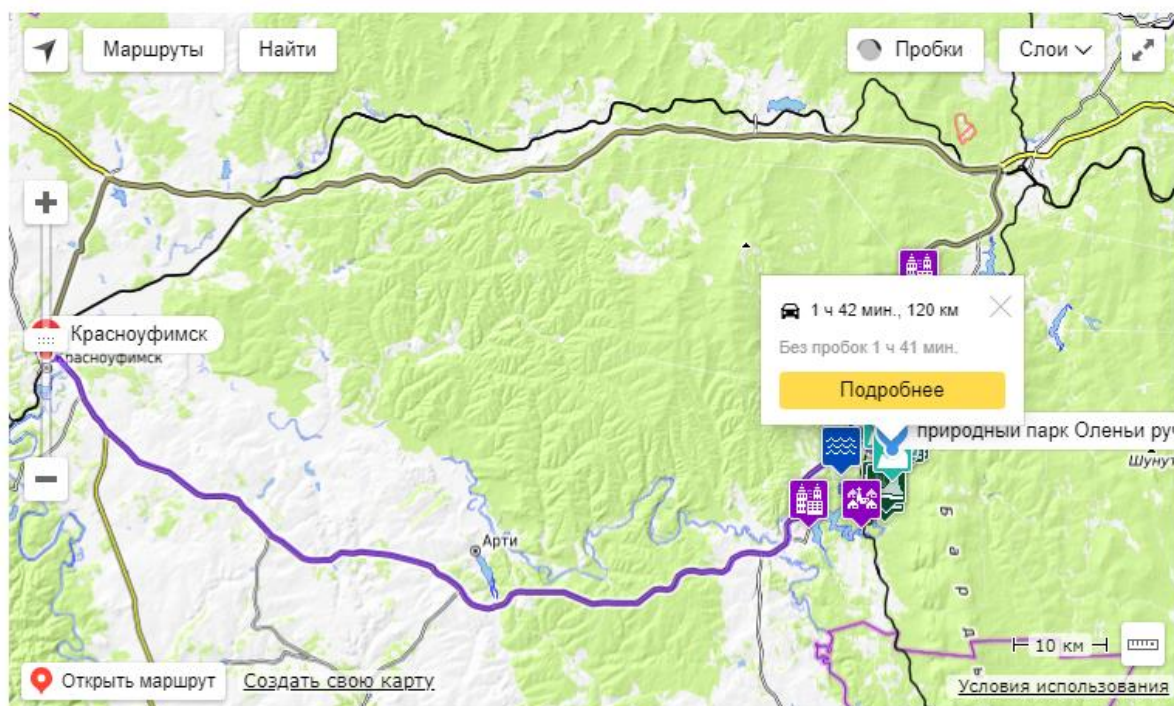 Маршруты
Найти
Пробки
Слои
1 ч 42 мин., 120 км
Без пробок 1 ч 41 мин.
Подробнее
Красноуфимск
Красноуфимск
природный парк Оленьи руч
Шунут
Арти
Б
а
р
д
10 км
Открыть маршрут
Создать свою карту
Условия использования